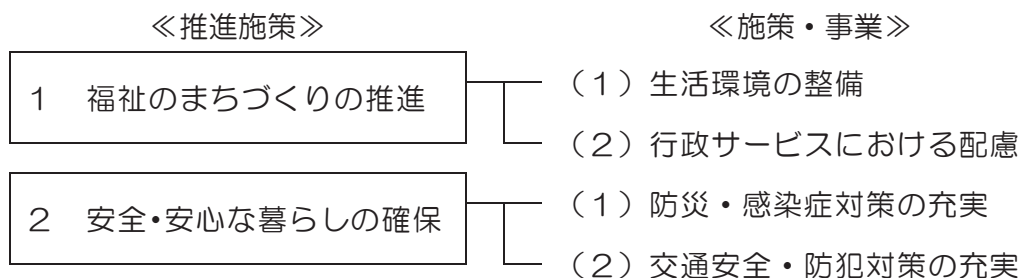 ≪推進施策≫ ≪施策・事業≫
1 福祉のまちづくりの推進 (1)生活環境の整備
(2)行政サービスにおける配慮
2 安全・安心な暮らしの確保 (1)防災・感染症対策の充実
(2)交通安全・防犯対策の充実